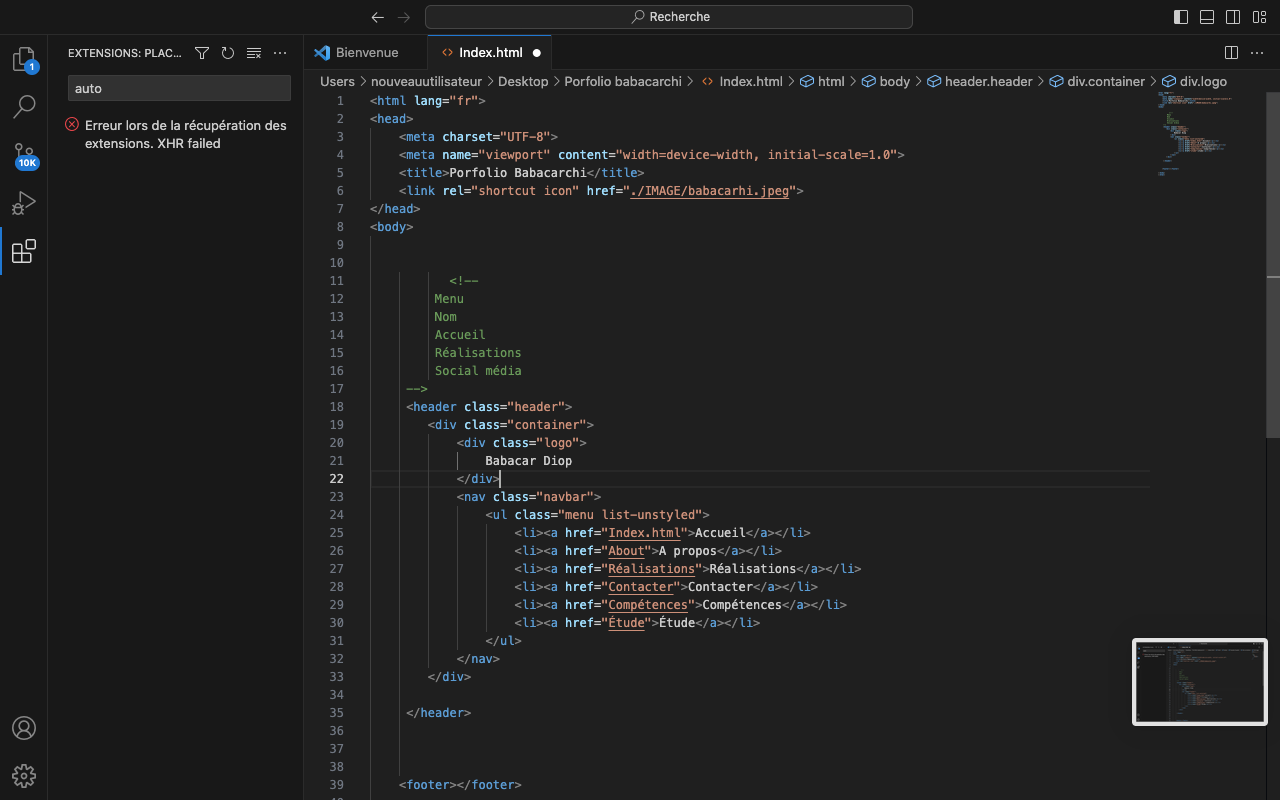 Recherche
EXTENSIONS: PLAC...
auto
Erreur lors de la récupération des
extensions. XHR failed
1
10K
Bienvenue
Index.html
Users > nouveauutilisateur > Desktop > Porfolio babacarchi > Index.html > html > body > header.header > div.container > div.logo
1 <html lang="fr">
2 <head>
3 <meta charset="UTF-8">
4 <meta name="viewport" content="width=device-width, initial-scale=1.0">
5 <title>Porfolio Babacarchi</title>
6 <link rel="shortcut icon" href="./IMAGE/babacarhi.jpeg">
7 </head>
8 <body>
9
10
11 <!--
12 Menu
13 Nom
14 Accueil
15 Réalisations
16 Social média
17 -->
18 <header class="header">
19 <div class="container">
20 <div class="logo">
21 Babacar Diop
22 </div>
23 <nav class="navbar">
24 <ul class="menu list-unstyled">
25 <li><a href="Index.html">Accueil</a></li>
26 <li><a href="About">A propos</a></li>
27 <li><a href="Réalisations">Réalisations</a></li>
28 <li><a href="Contacter">Contacter</a></li>
29 <li><a href="Compétences">Compétences</a></li>
30 <li><a href="Étude">Étude</a></li>
31 </ul>
32 </nav>
33 </div>
34
35 </header>
36
37
38
39 <footer></footer>